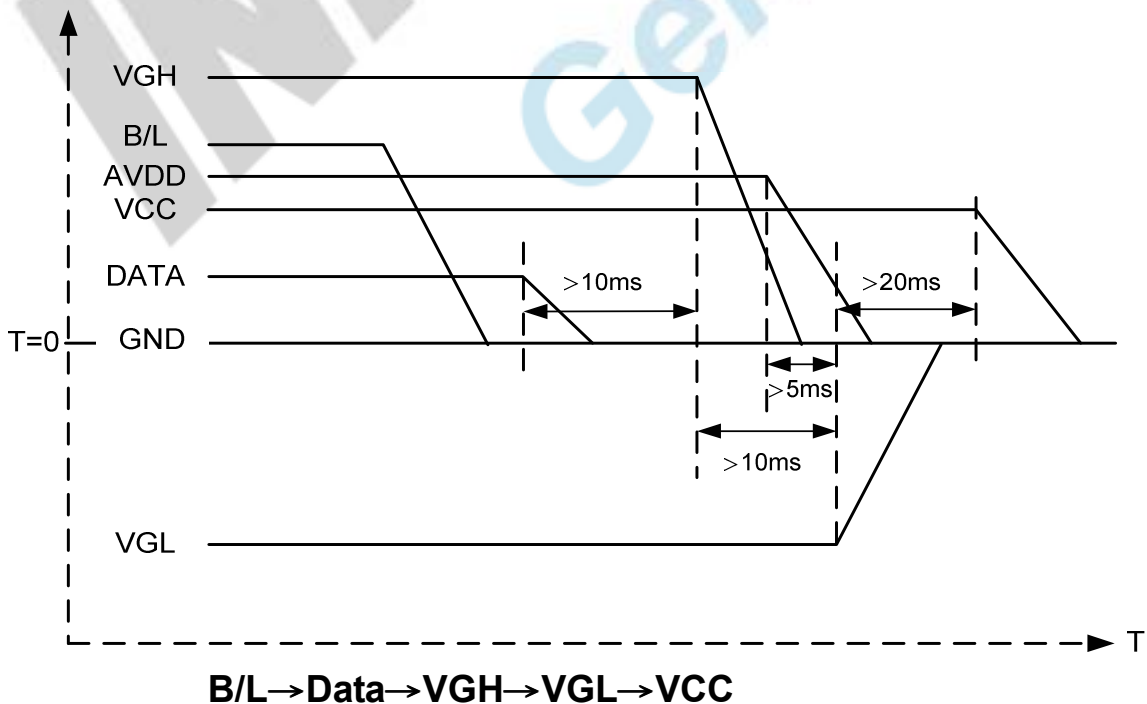 VGH
B/L
AVDD
VCC
DATA
>10ms
>20ms
T=0
GND
>5ms
>10ms
VGL
T
B/L→Data→VGH→VGL→VCC